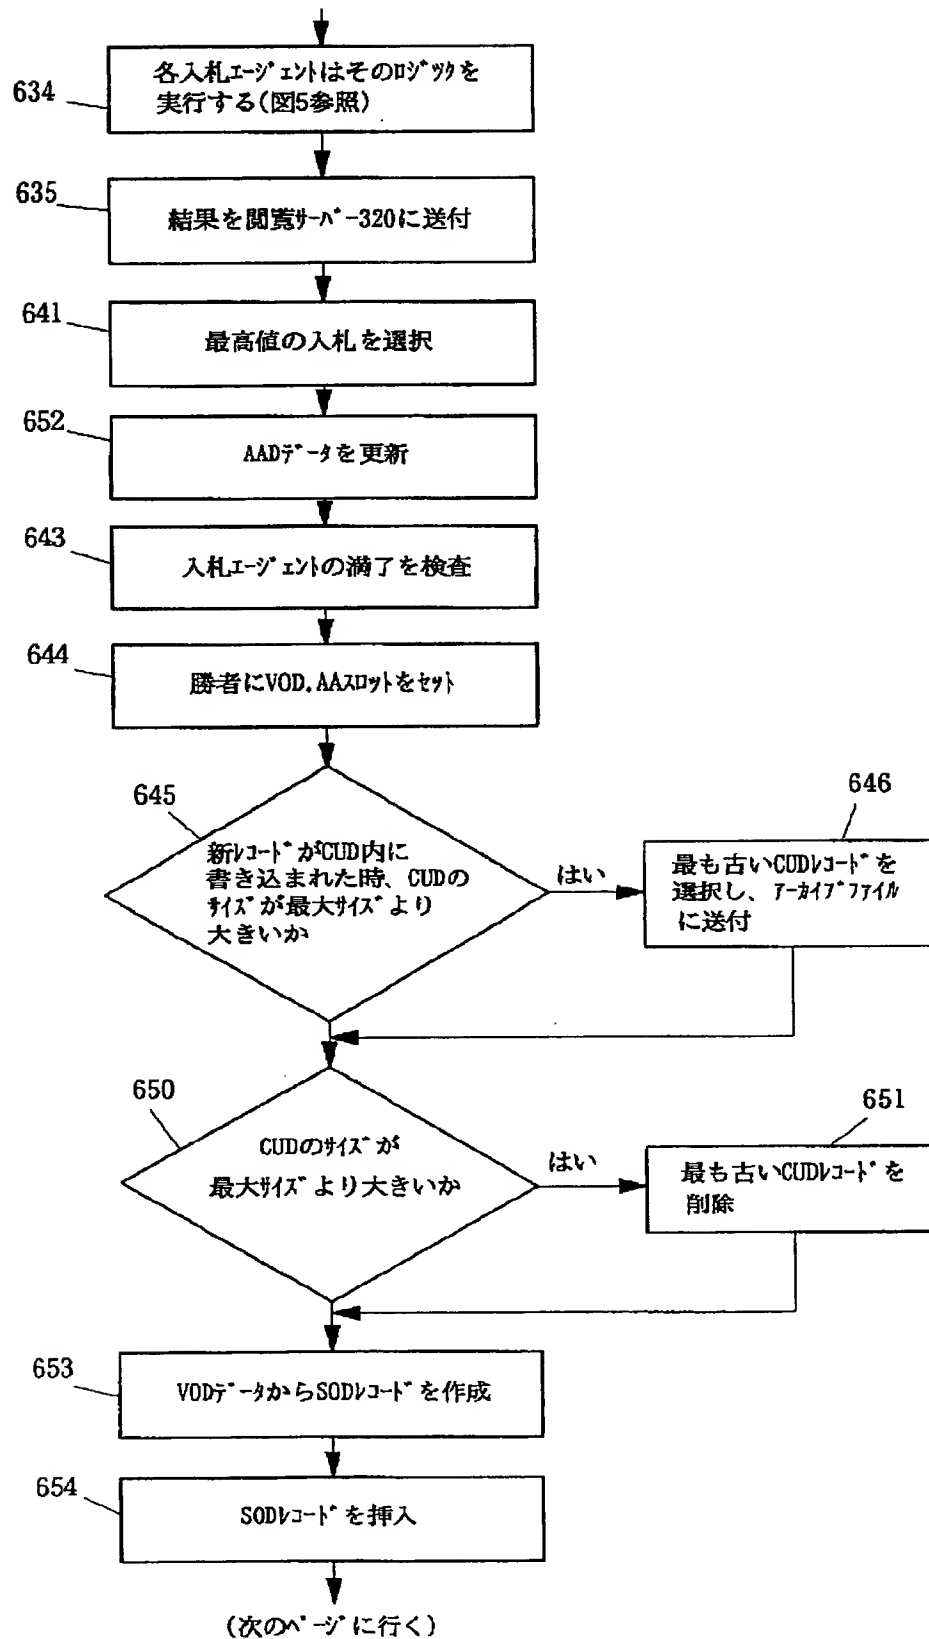 634
各入札ｴｰｼﾞｪﾝﾄはそのﾛｼﾞｯｸを
実行する(図5参照)
635
結果を閲覧ｻｰﾊﾞｰ320に送付
641
最高値の入札を選択
652
AADﾃﾞｰﾀを更新
643
入札ｴｰｼﾞｪﾝﾄの満了を検査
644
勝者にVOD.AAｽﾛｯﾄをｾｯﾄ
645
新ﾚｺｰﾄﾞがCUD内に
書き込まれた時、CUDの
ｻｲｽﾞが最大ｻｲｽﾞより
大きいか
はい
646
最も古いCUDﾚｺｰﾄﾞを
選択し、ｱｰｶｲﾌﾞﾌｧｲﾙ
に送付
650
CUDのｻｲｽﾞが
最大ｻｲｽﾞより大きいか
はい
651
最も古いCUDﾚｺｰﾄﾞを
削除
653
VODﾃﾞｰﾀからSODﾚｺｰﾄﾞを作成
654
SODﾚｺｰﾄﾞを挿入
(次のﾍﾟｰｼﾞに行く)